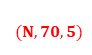 (N, 70, 5)